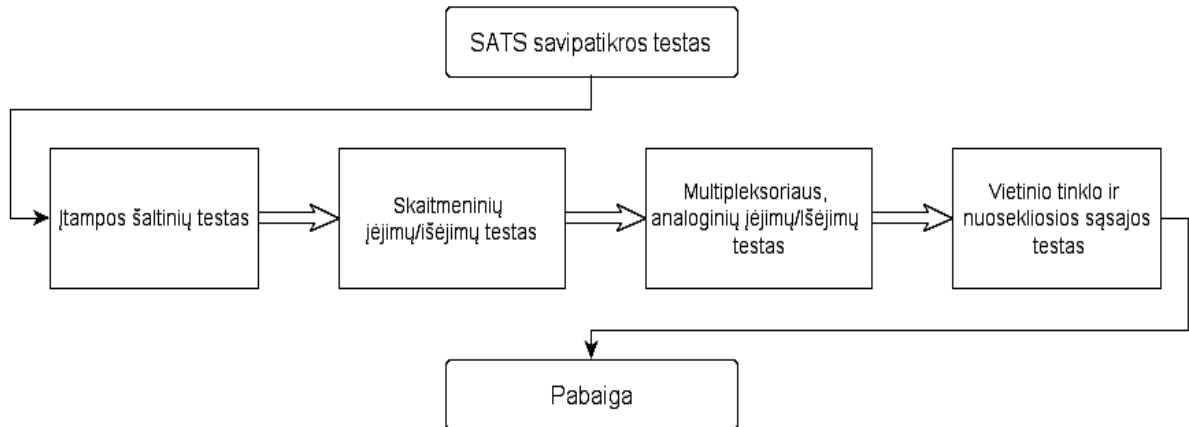 SATS savipatikros testas
Įtampos šaltinių testas
Skaitmeninių
įėjimų/išėjimų testas
Multipleksoriaus,
analoginių įėjimų/Išėjimų
testas
Vietinio tinklo ir
nuosekliosios sąsajos
testas
Pabaiga